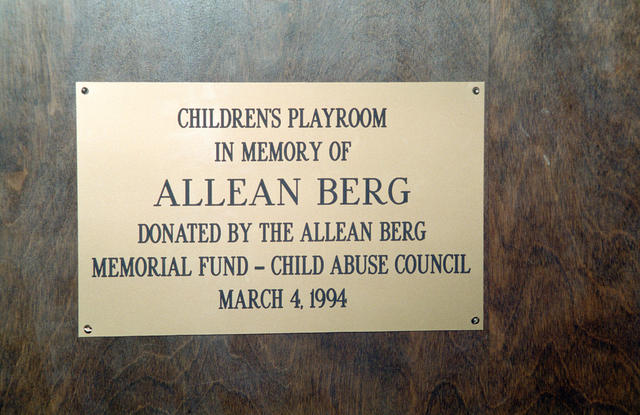 CHILDREN'S PLAYROOM
IN MEMORY OF
ALLEAN BERG
DONATED BY THE ALLEAN BERG
MEMORIAL FUND – CHILD ABUSE COUNCIL
MARCH 4, 1994